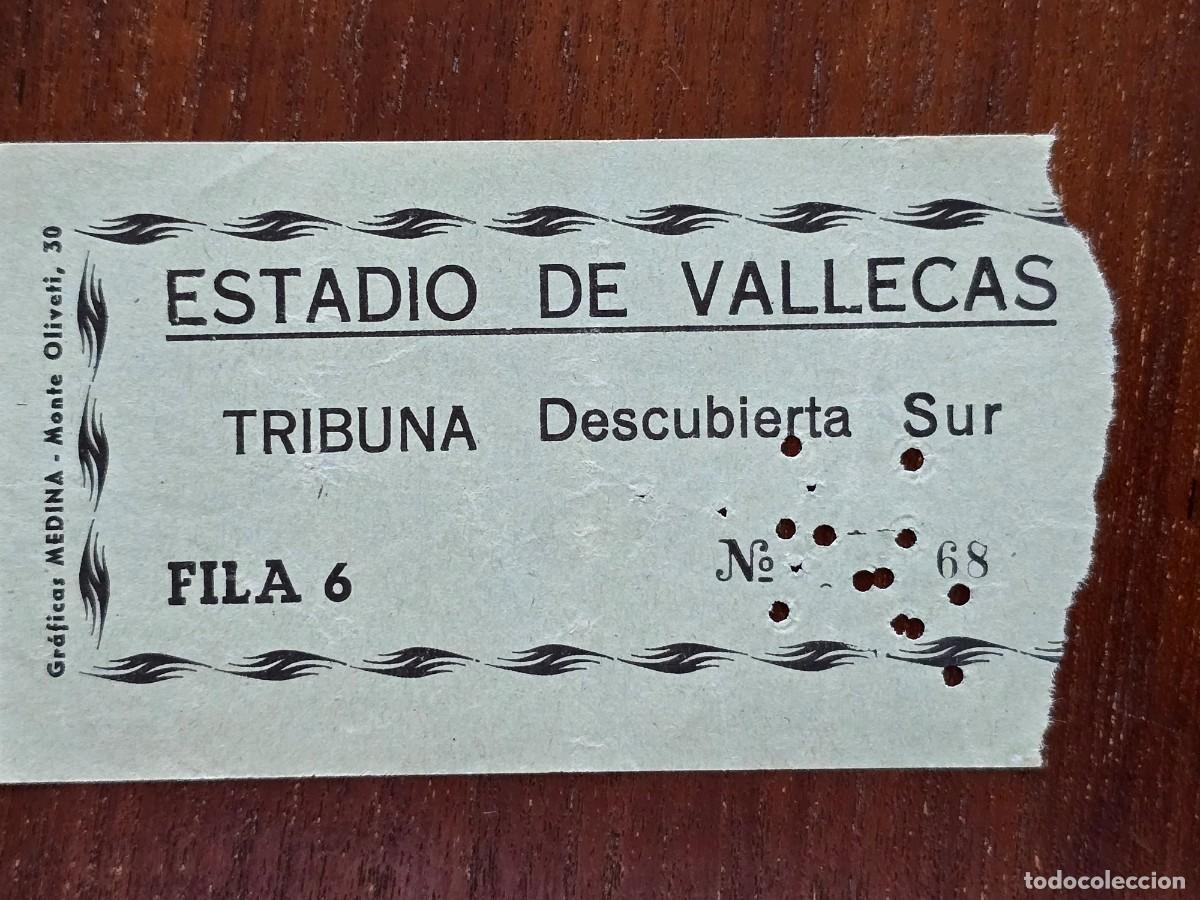 ESTADIO DE VALLECAS
TRIBUNA Descubierta Sur
FILA 6 Nº 68
Gráficas MEDINA - Monte Oliveti, 30
todocoleccion